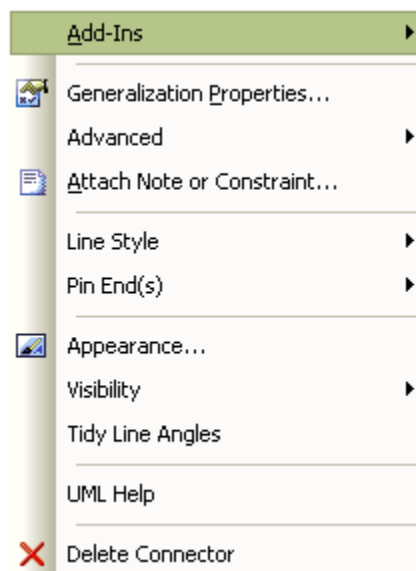 Add-Ins
Generalization Properties...
Advanced
Attach Note or Constraint...
Line Style
Pin End(s)
Appearance...
Visibility
Tidy Line Angles
UML Help
Delete Connector